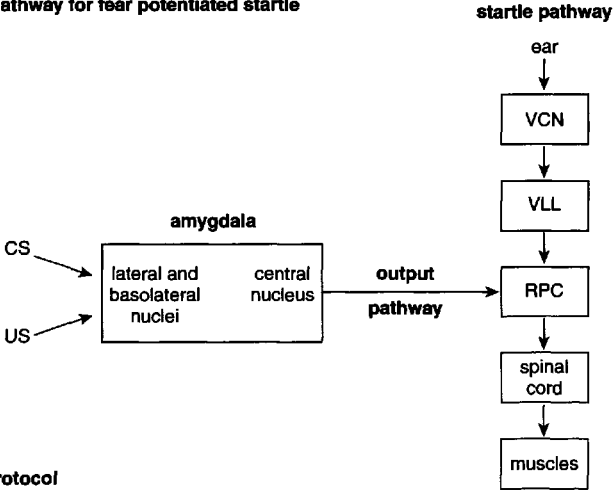 athway for fear potentiated startle
startle pathway
ear
VCN
VLL
amygdala
CS
US
lateral and
basolateral
nuclei
central
nucleus
output
pathway
RPC
spinal
cord
muscles
rotocol